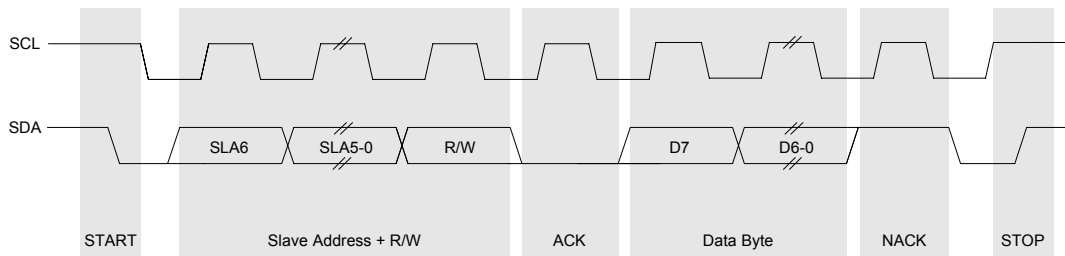 SCL
SDA
SLA6 SLA5-0 R/W D7 D6-0
START Slave Address + R/W ACK Data Byte NACK STOP